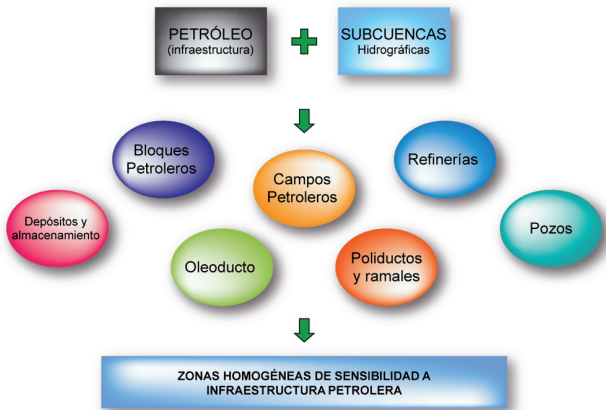 PETRÓLEO
(infraestructura)
SUBCUENCAS
Hidrográficas
Bloques
Petroleros
Refinerías
Campos
Petroleros
Depósitos y
almacenamiento
Pozos
Oleoducto
Poliductos
y ramales
ZONAS HOMOGÉNEAS DE SENSIBILIDAD A
INFRAESTRUCTURA PETROLERA